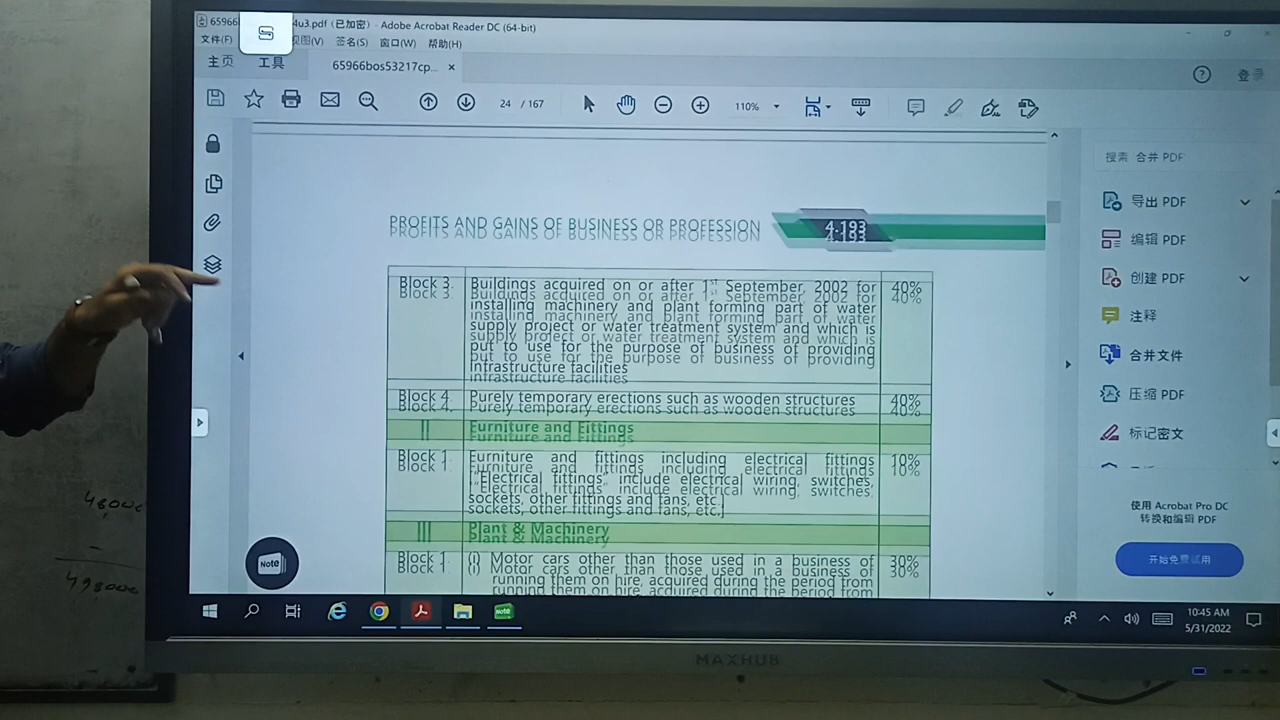 65966
4u3.pdf (已加密) - Adobe Acrobat Reader DC (64-bit)
文件(F)
视图(V) 签名(S) 窗口(W) 帮助(H)
主页 工具 65966bos53217cp... ×
登录
24 / 167
110%
搜索 合并 PDF
导出 PDF
编辑 PDF
创建 PDF
注释
合并文件
压缩 PDF
标记密文
使用 Acrobat Pro DC
转换和编辑 PDF
开始免费试用
PROFITS AND GAINS OF BUSINESS OR PROFESSION 4.193
Block 3. Buildings acquired on or after 1st September, 2002 for 40%
installing machinery and plant forming part of water
supply project or water treatment system and which is
put to use for the purpose of business of providing
infrastructure facilities
Block 4. Purely temporary erections such as wooden structures 40%
II Furniture and Fittings
Block 1. Furniture and fittings including electrical fittings 10%
["Electrical fittings" include electrical wiring, switches,
sockets, other fittings and fans, etc.]
III Plant & Machinery
Block 1. (i) Motor cars other than those used in a business of 30%
running them on hire, acquired during the period from
Note
Note
10:45 AM
5/31/2022
MAXHUB
48000
498000